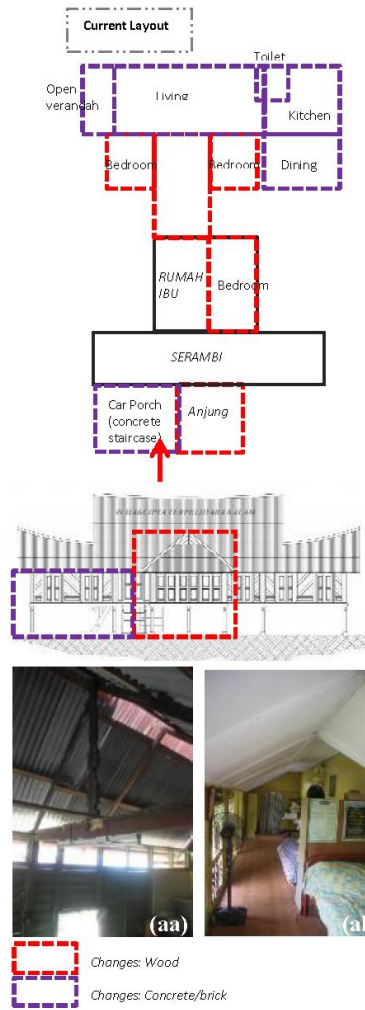 Current Layout
Toilet
Open
verandah
Living
Kitchen
Bedroom
Bedroom
Dining
RUMAH
IBU
Bedroom
SERAMBI
Car Porch
(concrete
staircase)
Anjung
(aa)
(al
Changes: Wood
Changes: Concrete/brick